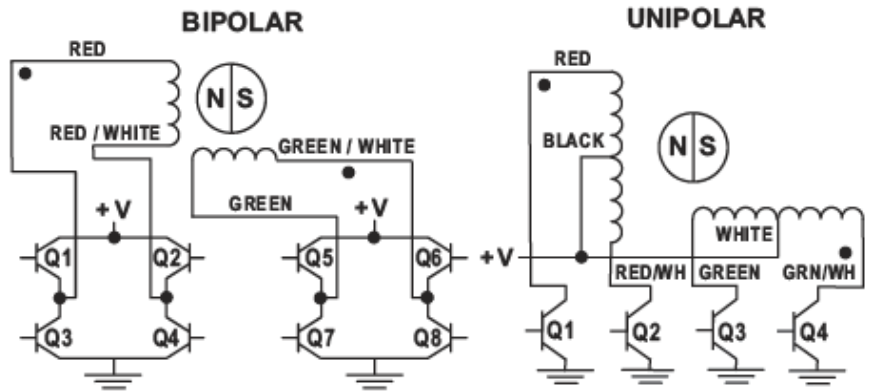 BIPOLAR
RED
N S
RED / WHITE
GREEN / WHITE
GREEN
+V
+V
Q1 Q2 Q5 Q6
Q3 Q4 Q7 Q8
UNIPOLAR
RED
BLACK
N S
WHITE
+V
RED/WH GREEN GRN/WH
Q1 Q2 Q3 Q4